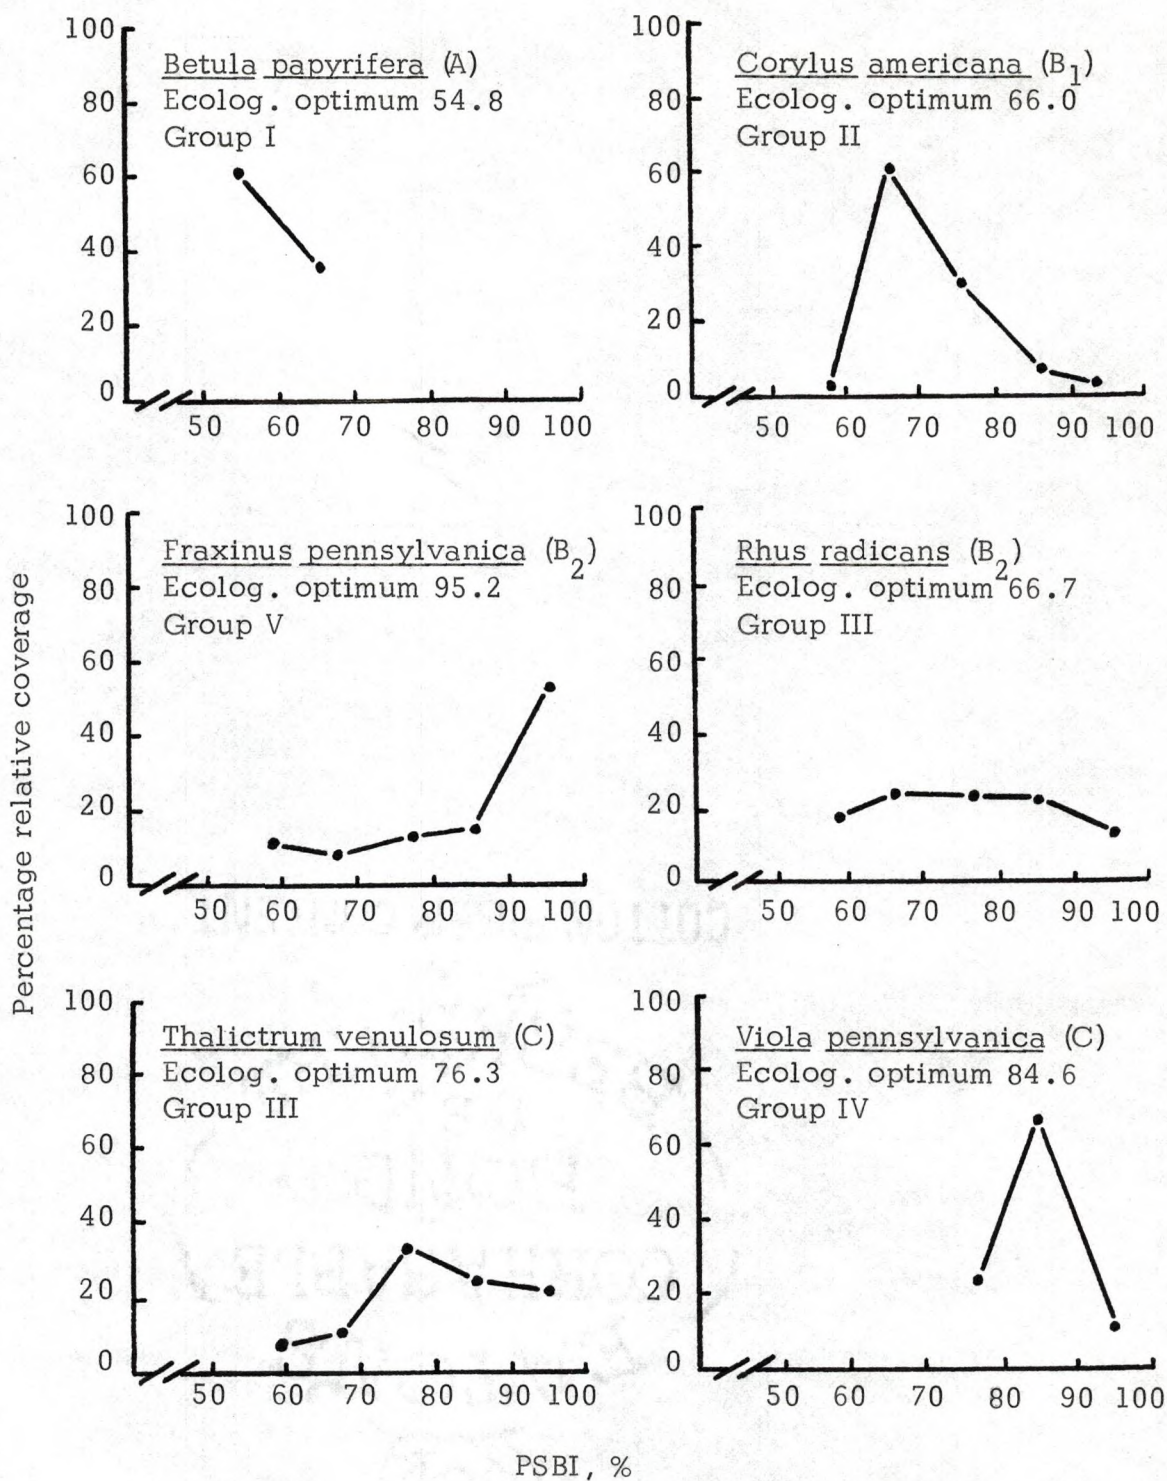 Betula papyrifera (A)
Ecolog. optimum 54.8
Group I
100
80
60
40
20
0
50 60 70 80 90 100
Corylus americana (B1)
Ecolog. optimum 66.0
Group II
100
80
60
40
20
0
50 60 70 80 90 100
Percentage relative coverage
Fraxinus pennsylvanica (B2)
Ecolog. optimum 95.2
Group V
100
80
60
40
20
0
50 60 70 80 90 100
Rhus radicans (B2)
Ecolog. optimum 66.7
Group III
100
80
60
40
20
0
50 60 70 80 90 100
Thalictrum venulosum (C)
Ecolog. optimum 76.3
Group III
100
80
60
40
20
0
50 60 70 80 90 100
Viola pennsylvanica (C)
Ecolog. optimum 84.6
Group IV
100
80
60
40
20
0
50 60 70 80 90 100
PSBI, %